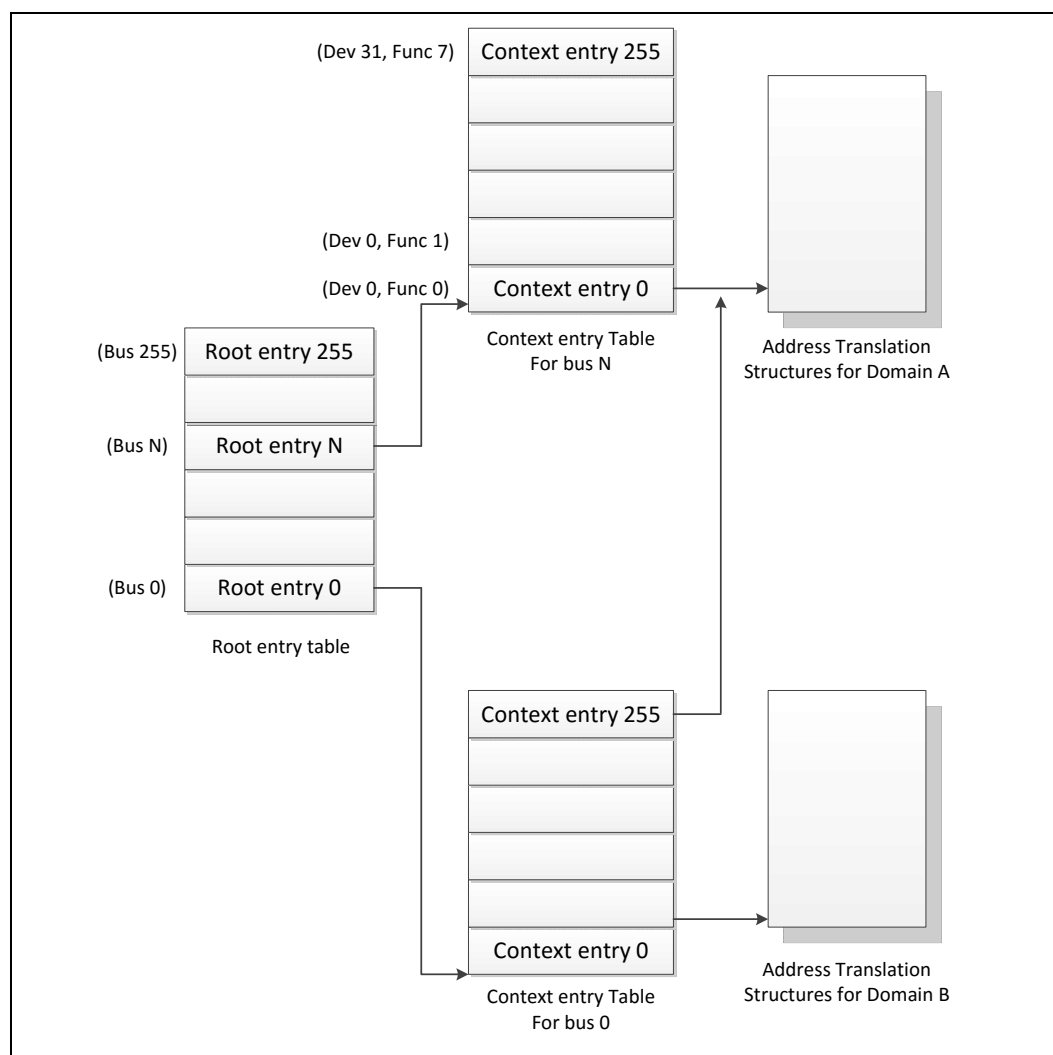 (Dev 31, Func 7)
Context entry 255
(Dev 0, Func 1)
(Dev 0, Func 0)
Context entry 0
Context entry Table
For bus N
Address Translation
Structures for Domain A
(Bus 255)
Root entry 255
(Bus N)
Root entry N
(Bus 0)
Root entry 0
Root entry table
Context entry 255
Context entry 0
Context entry Table
For bus 0
Address Translation
Structures for Domain B